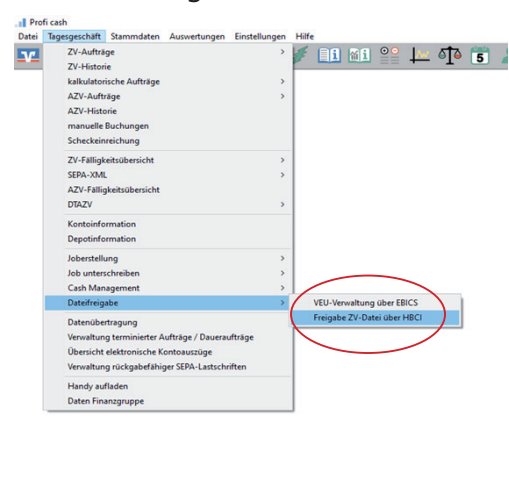 Profi cash
Datei Tagesgeschäft Stammdaten Auswertungen Einstellungen Hilfe
5
ZV-Aufträge >
ZV-Historie
kalkulatorische Aufträge >
AZV-Aufträge >
AZV-Historie
manuelle Buchungen
Scheckeinreichung
ZV-Fälligkeitsübersicht >
SEPA-XML >
AZV-Fälligkeitsübersicht
DTAZV >
Kontoinformation
Depotinformation
Joberstellung >
Job unterschreiben >
Cash Management >
Dateifreigabe >
VEU-Verwaltung über EBICS
Freigabe ZV-Datei über HBCI
Datenübertragung
Verwaltung terminierter Aufträge / Daueraufträge
Übersicht elektronische Kontoauszüge
Verwaltung rückgabefähiger SEPA-Lastschriften
Handy aufladen
Daten Finanzgruppe